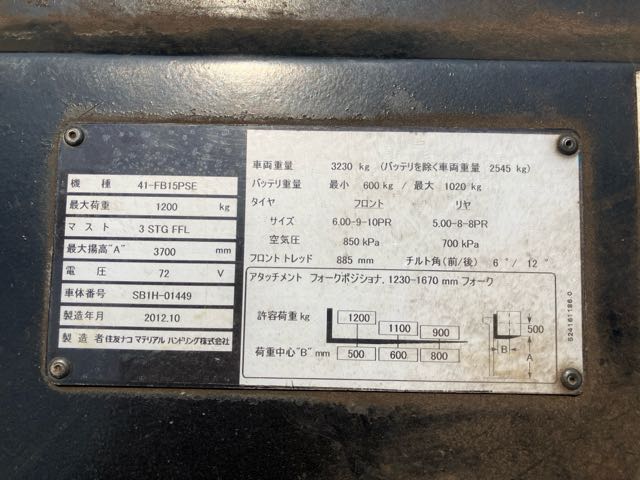 機 種 41-FB15PSE
最大荷重 1200 kg
マスト 3 STG FFL
最大揚高"A" 3700 mm
電 圧 72 V
車体番号 SB1H-01449
製造年月 2012.10
製造者 住友ナコ マテリアル ハンドリング株式会社
車両重量 3230 kg (バッテリを除く車両重量 2545 kg)
バッテリ重量 最小 600 kg / 最大 1020 kg
タイヤ フロント リヤ
サイズ 6.00-9-10PR 5.00-8-8PR
空気圧 850 kPa 700 kPa
フロントトレッド 885 mm チルト角(前/後) 6 °/ 12 °
アタッチメント フォークポジショナ, 1230-1670 mm フォーク
許容荷重 kg 1200 1100 900
荷重中心"B" mm 500 600 800
500
B
A
524161186.0